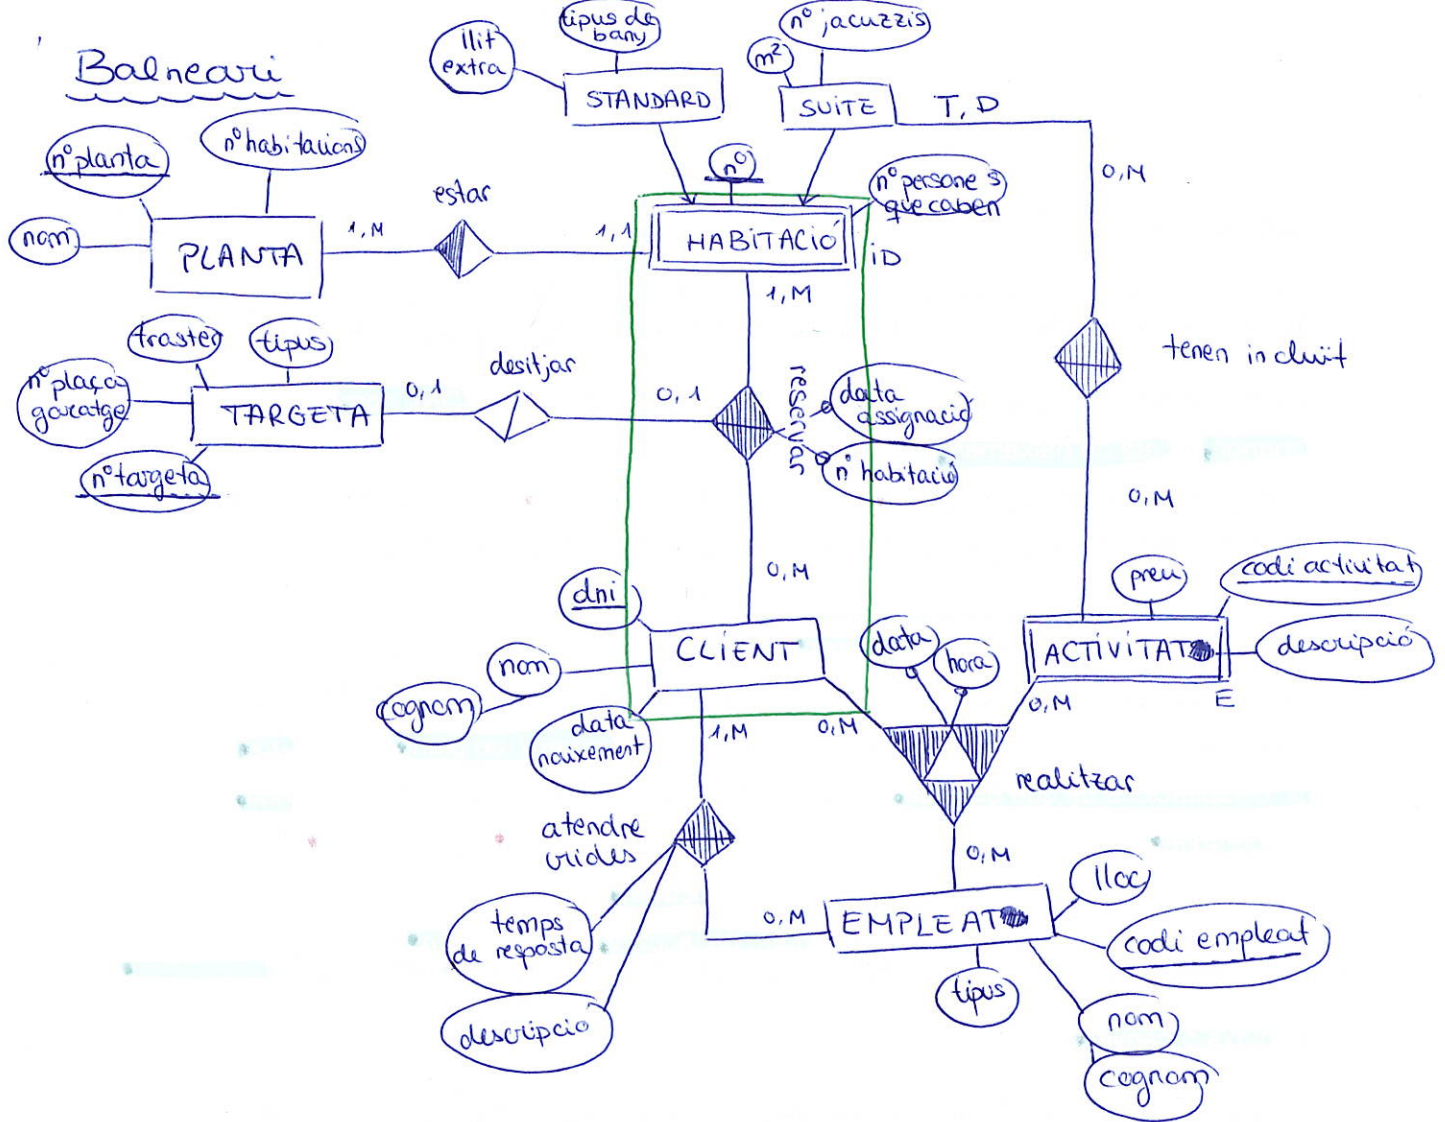 Balneari
llit
extra
tipus de
bany
nº jacuzzis
m²
STANDARD
SUITE
T, D
nº planta
nº habitacions
nom
PLANTA
1, M
estar
1, 1
nº
HABITACIÓ
iD
nº persones
que caben
0, M
1, M
traster
tipus
nº plaça
garatge
TARGETA
nº targeta
0, 1
desitjar
0, 1
reservar
data
assignació
nº habitació
tenen incluït
0, M
0, M
dni
nom
cognom
data
naixement
CLIENT
1, M
0, M
data
hora
preu
codi activitat
ACTIVITAT
descripció
0, M
E
realitzar
atendre
crides
0, M
temps
de resposta
descripció
0, M
EMPLEAT
lloc
codi empleat
tipus
nom
cognom